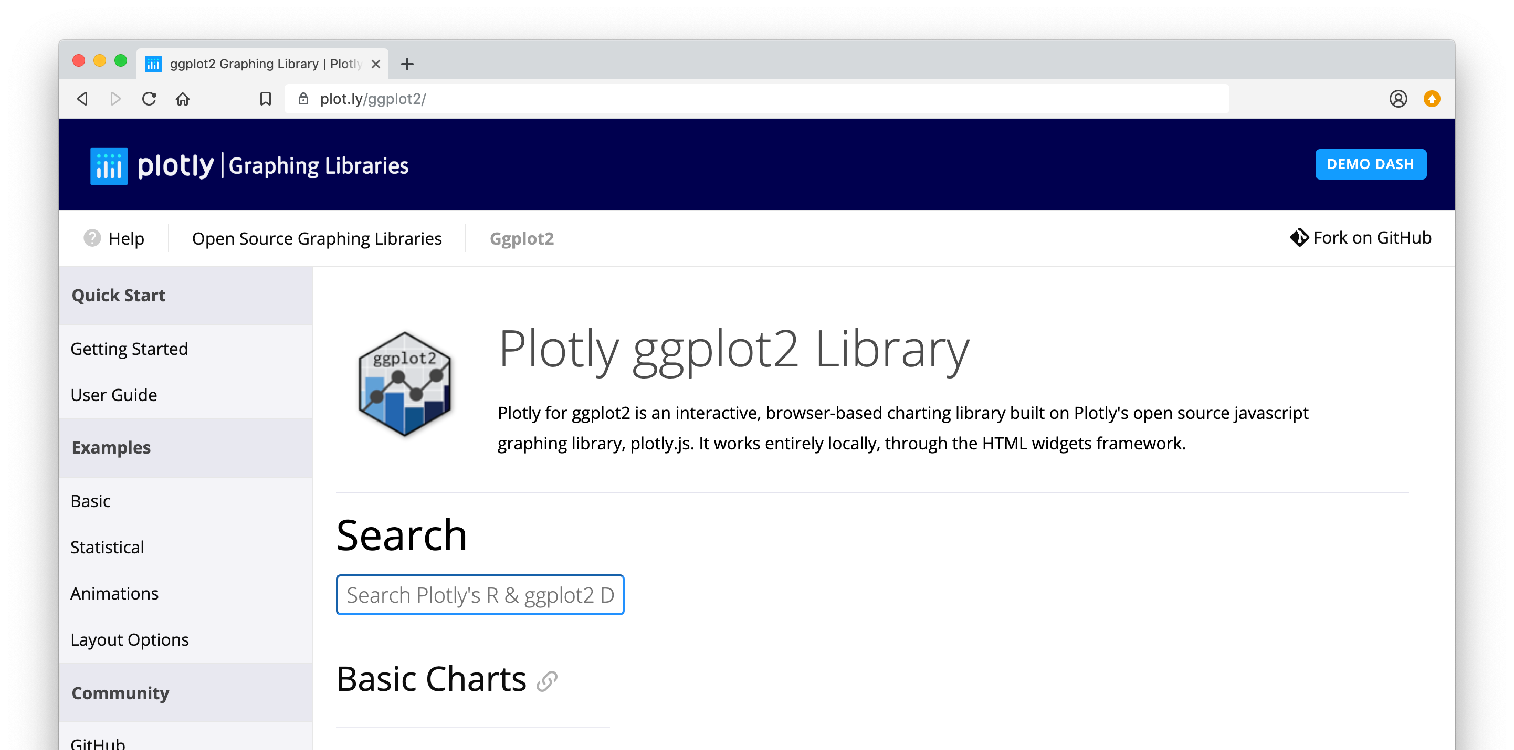 ggplot2 Graphing Library | Plotly
plot.ly/ggplot2/
plotly | Graphing Libraries
DEMO DASH
Help
Open Source Graphing Libraries
Ggplot2
Fork on GitHub
Quick Start
Getting Started
User Guide
Examples
Basic
Statistical
Animations
Layout Options
Community
GitHub
ggplot2
Plotly ggplot2 Library
Plotly for ggplot2 is an interactive, browser-based charting library built on Plotly's open source javascript
graphing library, plotly.js. It works entirely locally, through the HTML widgets framework.
Search
Search Plotly's R & ggplot2 D
Basic Charts